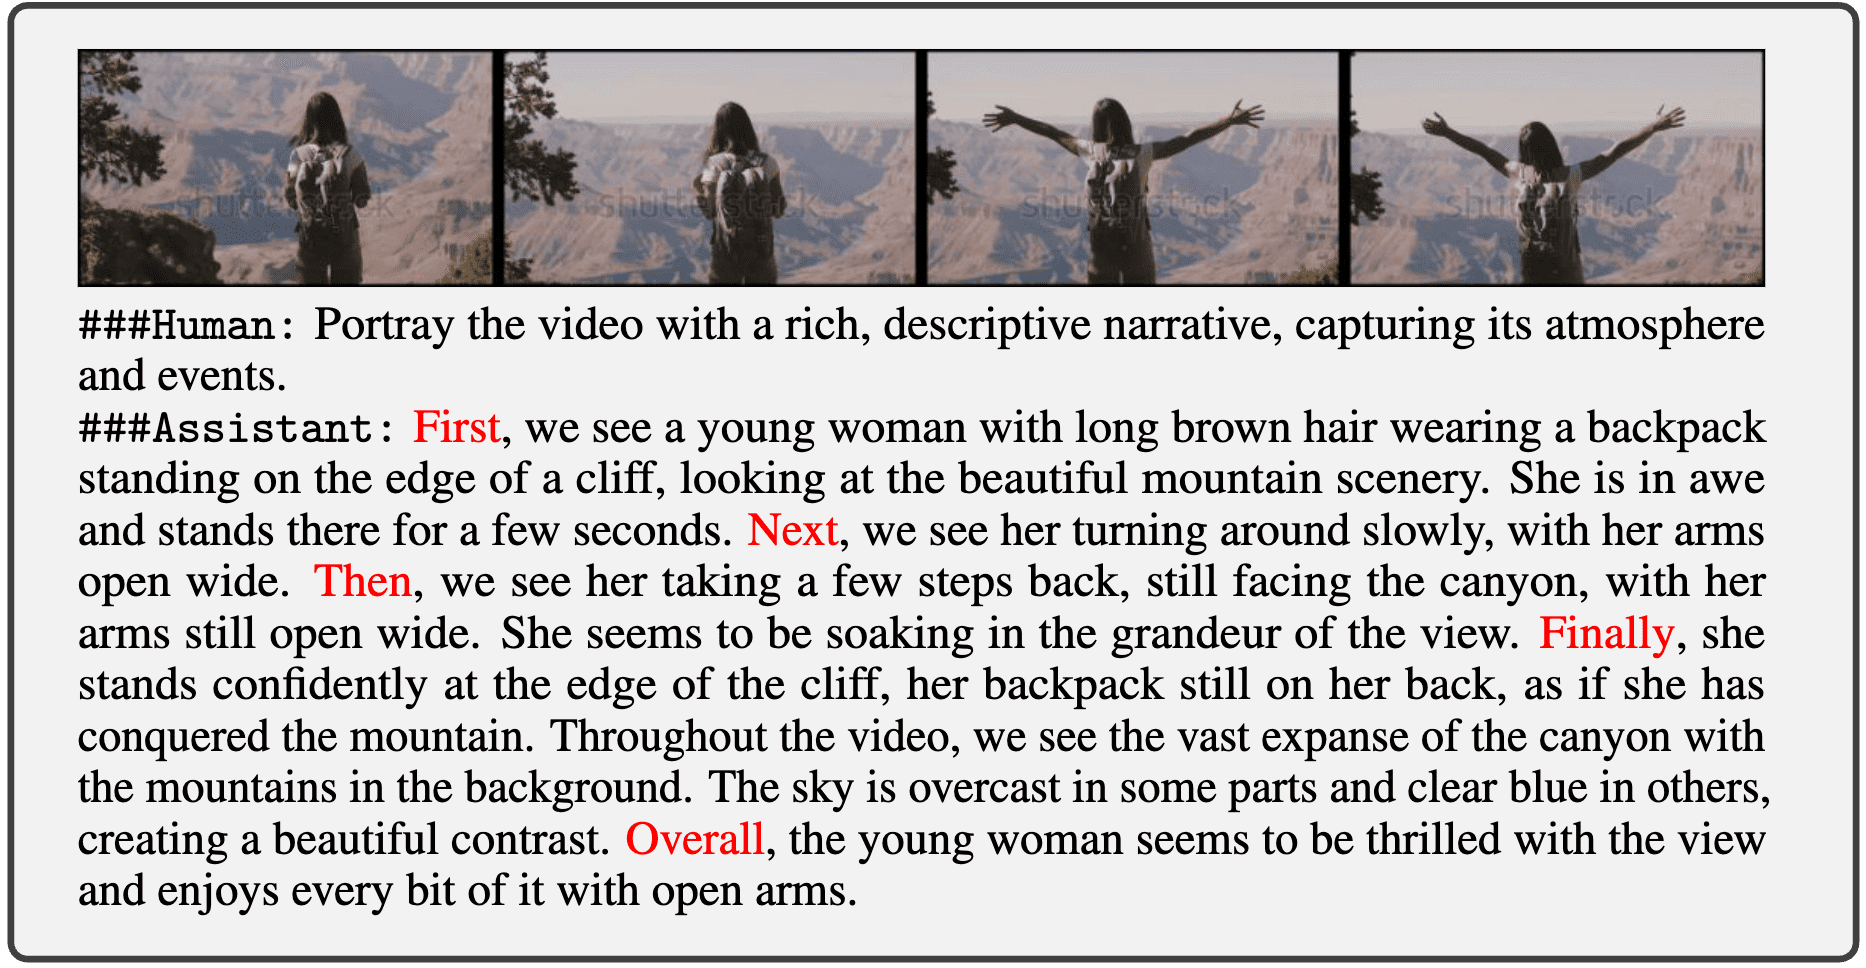 shutterstock shutterstock shutterstock shutterstock
###Human: Portray the video with a rich, descriptive narrative, capturing its atmosphere
and events.
###Assistant: First, we see a young woman with long brown hair wearing a backpack
standing on the edge of a cliff, looking at the beautiful mountain scenery. She is in awe
and stands there for a few seconds. Next, we see her turning around slowly, with her arms
open wide. Then, we see her taking a few steps back, still facing the canyon, with her
arms still open wide. She seems to be soaking in the grandeur of the view. Finally, she
stands confidently at the edge of the cliff, her backpack still on her back, as if she has
conquered the mountain. Throughout the video, we see the vast expanse of the canyon with
the mountains in the background. The sky is overcast in some parts and clear blue in others,
creating a beautiful contrast. Overall, the young woman seems to be thrilled with the view
and enjoys every bit of it with open arms.